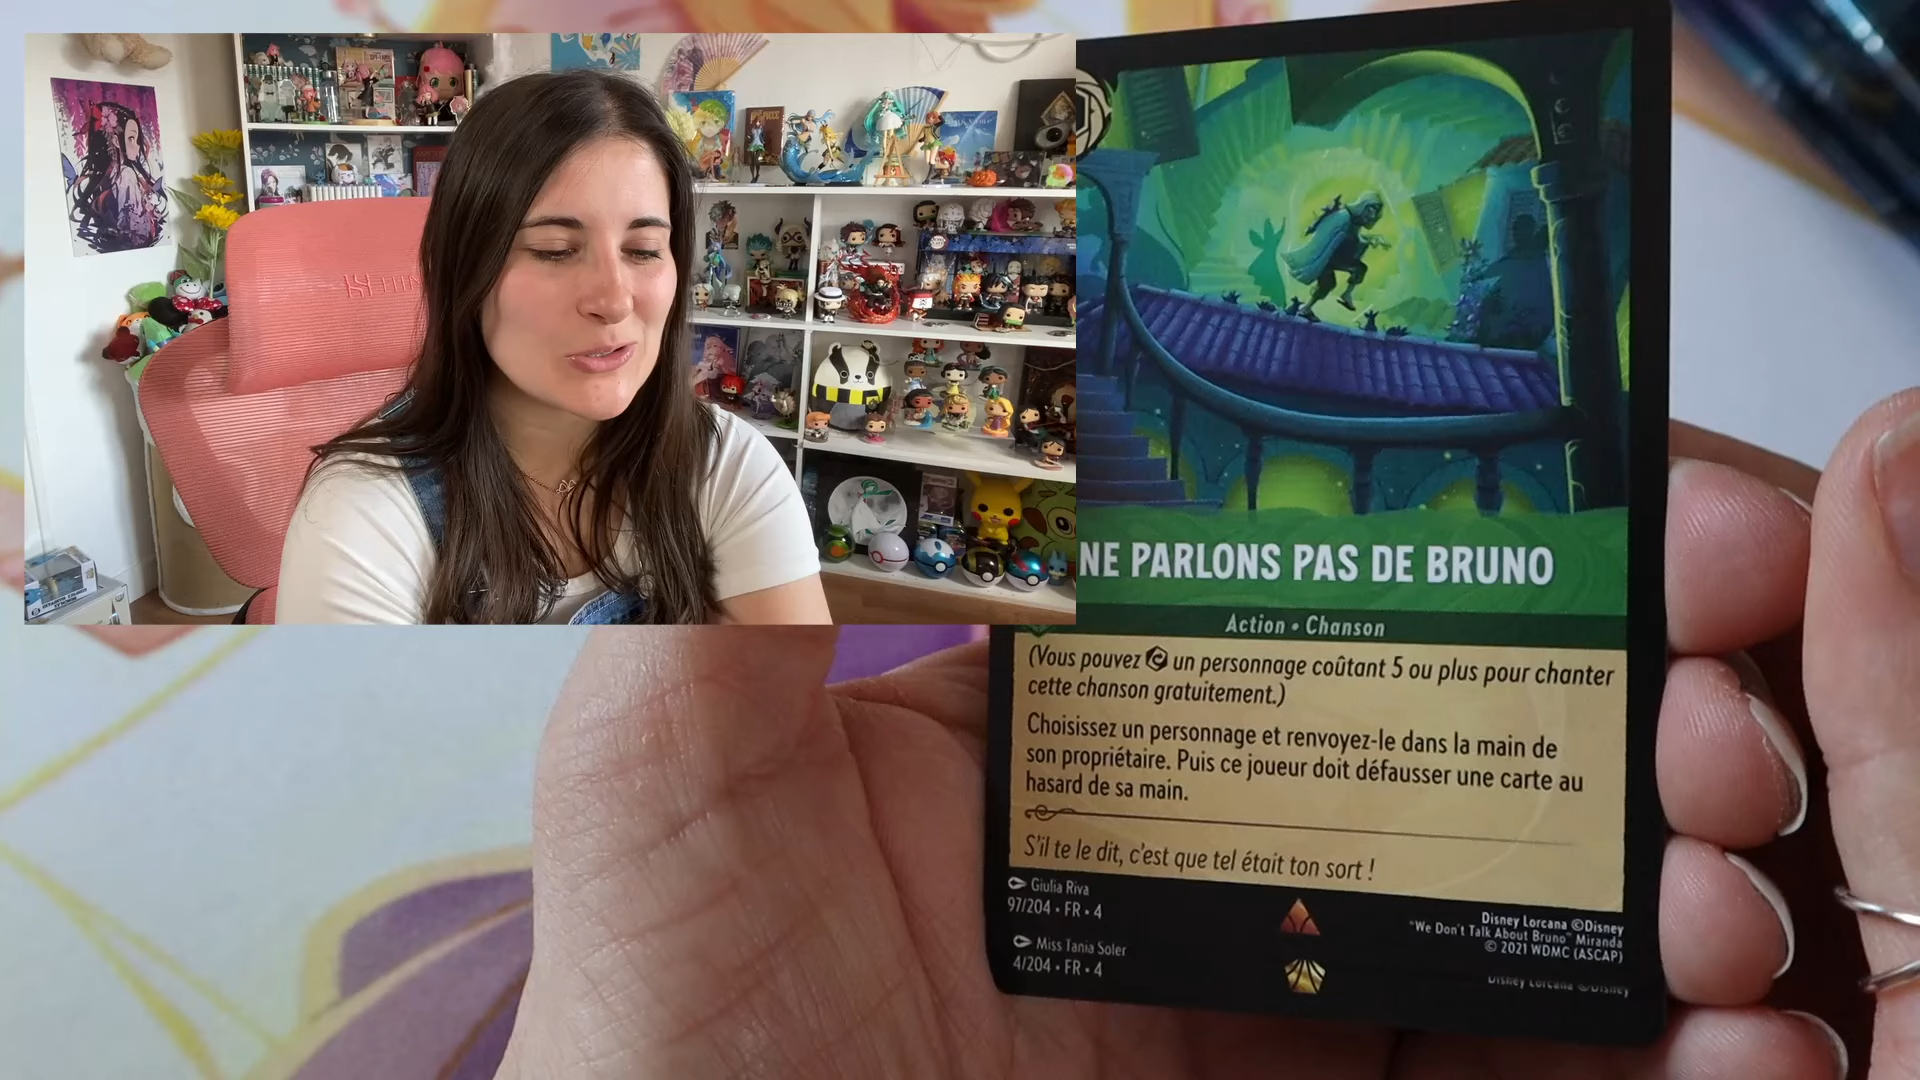 NE PARLONS PAS DE BRUNO
Action • Chanson
(Vous pouvez un personnage coûtant 5 ou plus pour chanter
cette chanson gratuitement.)
Choisissez un personnage et renvoyez-le dans la main de
son propriétaire. Puis ce joueur doit défausser une carte au
hasard de sa main.
S'il te le dit, c'est que tel était ton sort !
Giulia Riva
97/204 • FR • 4
Disney Lorcana ©Disney
"We Don't Talk About Bruno" Miranda
© 2021 WDMC (ASCAP)
Miss Tania Soler
4/204 • FR • 4
Disney Lorcana ©Disney